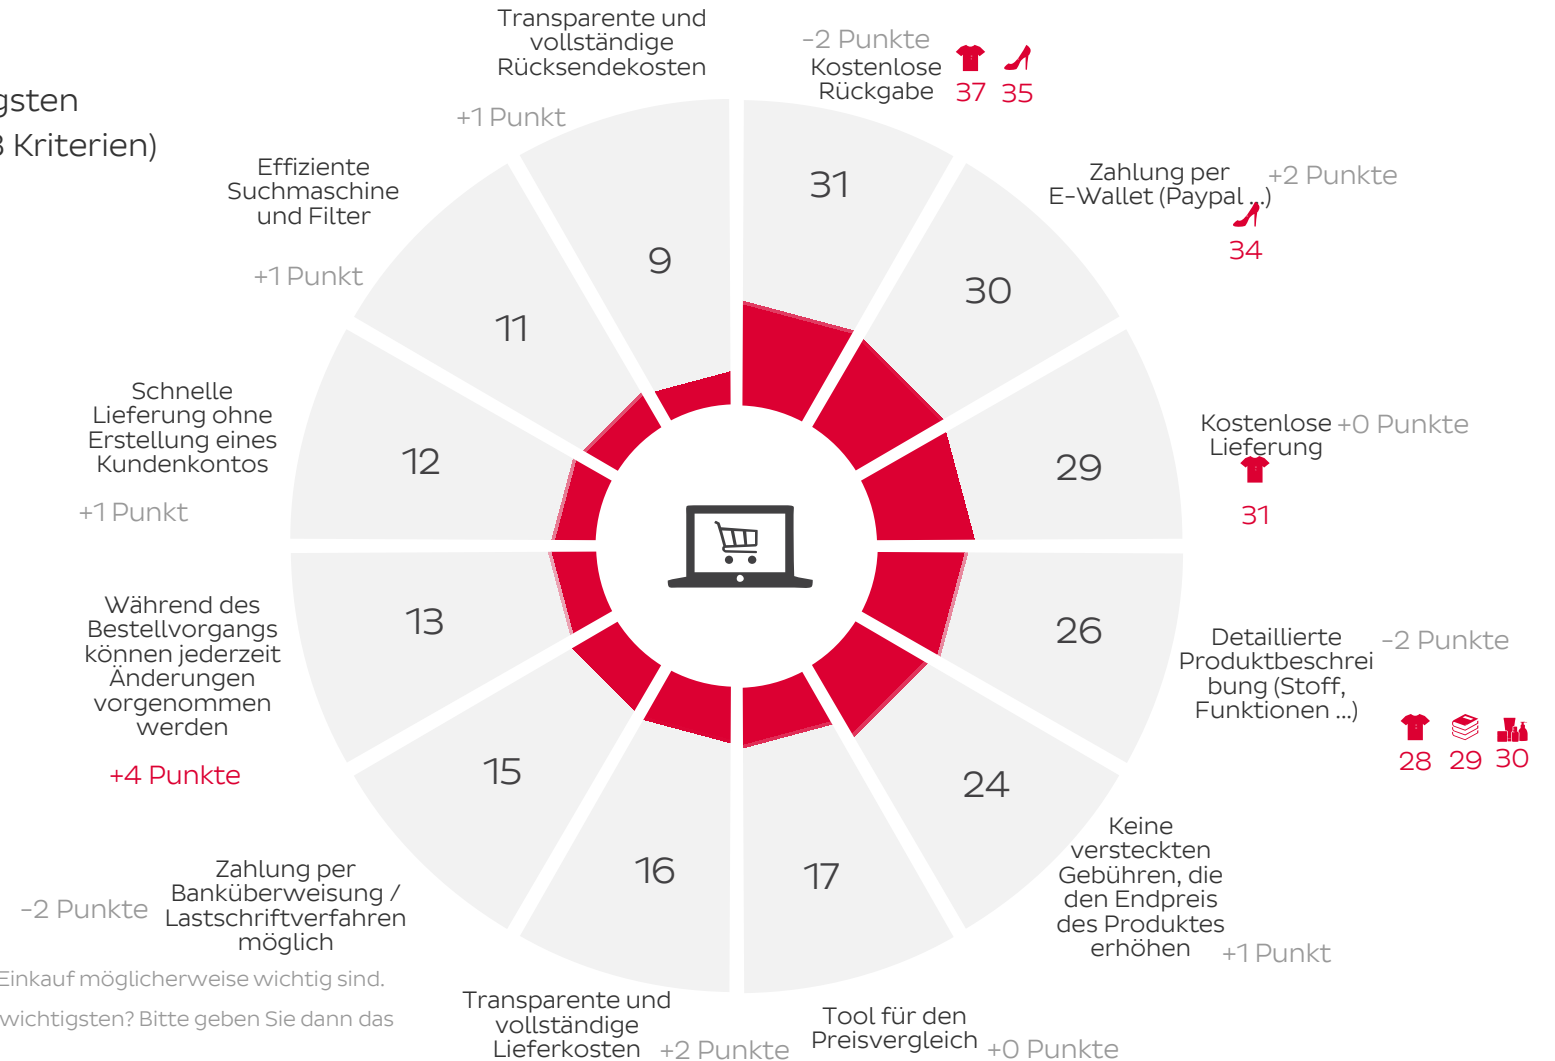 gsten
Kriterien)
Transparente und
vollständige
Rücksendekosten
+1 Punkt
9
-2 Punkte
Kostenlose
Rückgabe
37 35
31
Zahlung per
E-Wallet (Paypal ...)
+2 Punkte
34
30
Kostenlose
Lieferung
+0 Punkte
31
29
Detaillierte
Produktbeschrei
bung (Stoff,
Funktionen ...)
-2 Punkte
28 29 30
26
Keine
versteckten
Gebühren, die
den Endpreis
des Produktes
erhöhen
+1 Punkt
24
Tool für den
Preisvergleich
+0 Punkte
17
Transparente und
vollständige
Lieferkosten
+2 Punkte
16
Zahlung per
Banküberweisung /
Lastschriftverfahren
möglich
-2 Punkte
15
Während des
Bestellvorgangs
können jederzeit
Änderungen
vorgenommen
werden
+4 Punkte
13
Schnelle
Lieferung ohne
Erstellung eines
Kundenkontos
+1 Punkt
12
Effiziente
Suchmaschine
und Filter
+1 Punkt
11
Einkauf möglicherweise wichtig sind.
wichtigsten? Bitte geben Sie dann das